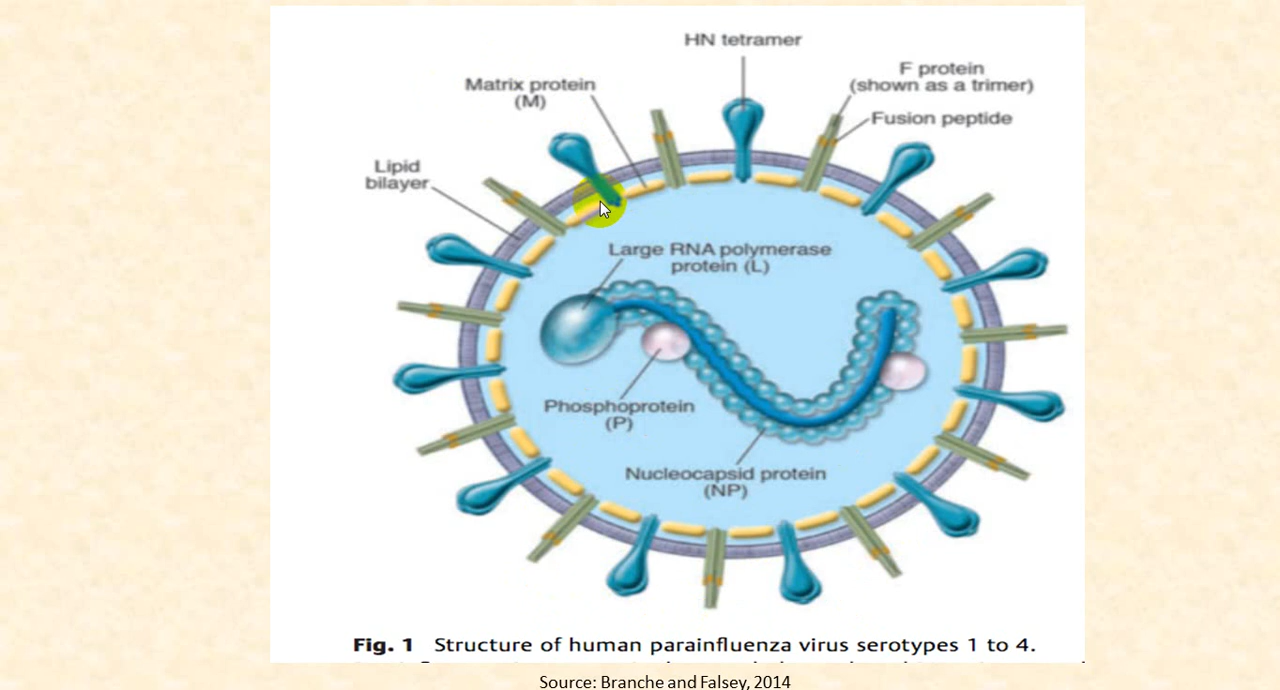 HN tetramer
F protein
(shown as a trimer)
Matrix protein
(M)
Fusion peptide
Lipid
bilayer
Large RNA polymerase
protein (L)
Phosphoprotein
(P)
Nucleocapsid protein
(NP)
Fig. 1 Structure of human parainfluenza virus serotypes 1 to 4.
Source: Branche and Falsey, 2014